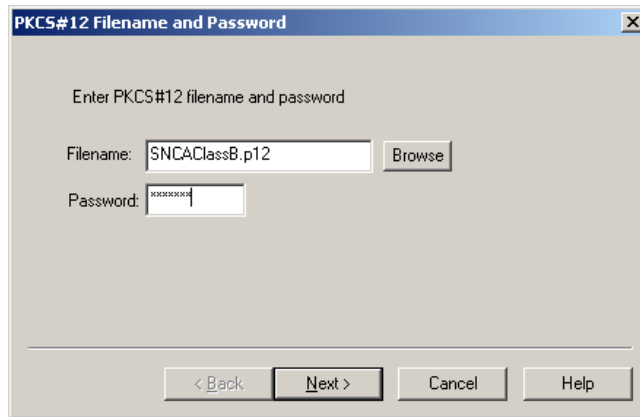 PKCS#12 Filename and Password
Enter PKCS#12 filename and password
Filename: SNCAClassB.p12 Browse
Password: *******
< Back Next > Cancel Help